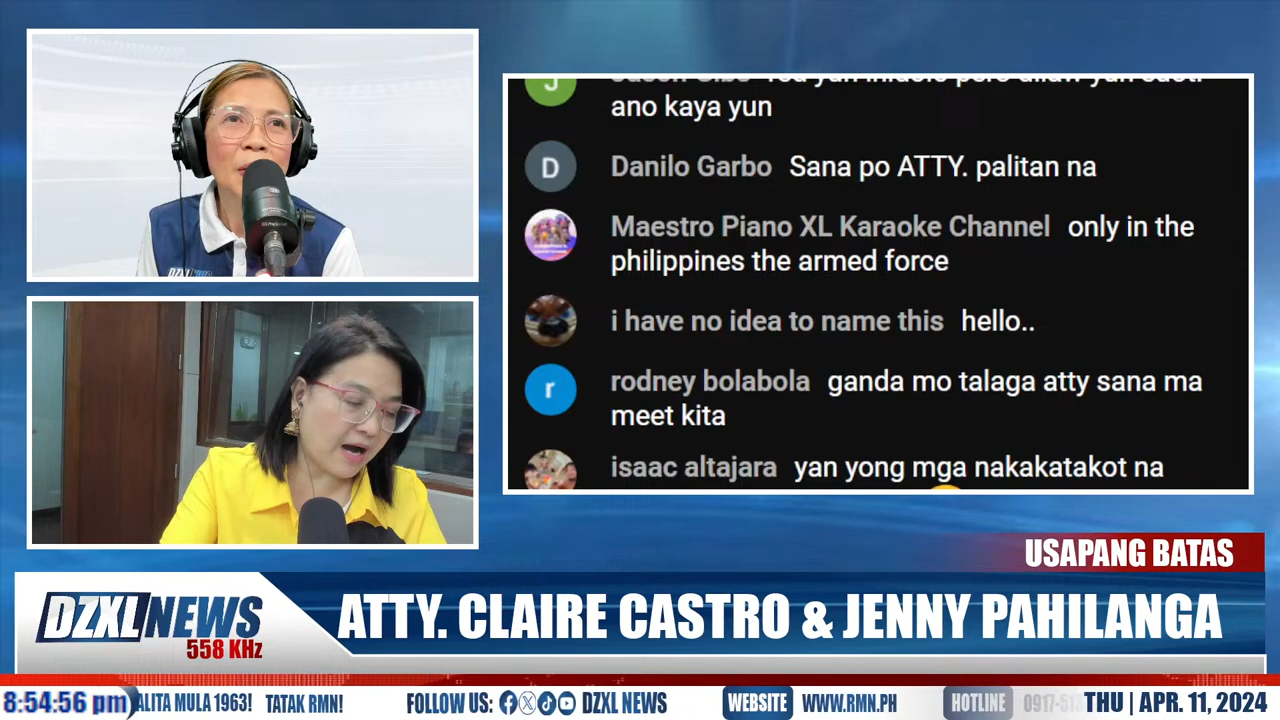 ano kaya yun
D Danilo Garbo Sana po ATTY. palitan na
Maestro Piano XL Karaoke Channel only in the
philippines the armed force
i have no idea to name this hello..
r rodney bolabola ganda mo talaga atty sana ma
meet kita
isaac altajara yan yong mga nakakatakot na
DZXL
USAPANG BATAS
DZXL NEWS
558 KHz
ATTY. CLAIRE CASTRO & JENNY PAHILANGA
8:54:56 pm ALITA MULA 1963! TATAK RMN! FOLLOW US: DZXL NEWS WEBSITE WWW.RMN.PH HOTLINE 0917-51 THU | APR. 11, 2024